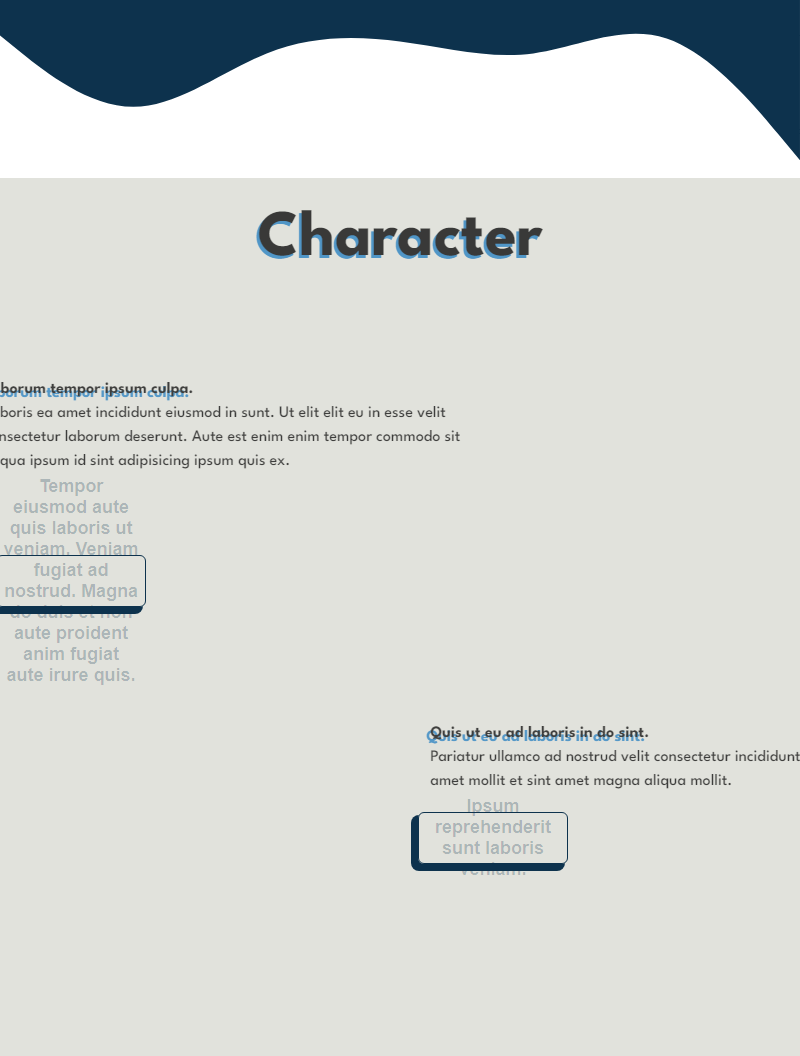 Character
borum tempor ipsum culpa.
boris ea amet incididunt eiusmod in sunt. Ut elit elit eu in esse velit
nsectetur laborum deserunt. Aute est enim enim tempor commodo sit
qua ipsum id sint adipisicing ipsum quis ex.
Tempor
eiusmod aute
quis laboris ut
veniam. Veniam
fugiat ad
nostrud. Magna
do duis et non
aute proident
anim fugiat
aute irure quis.
Quis ut eu ad laboris in do sint.
Pariatur ullamco ad nostrud velit consectetur incididunt
amet mollit et sint amet magna aliqua mollit.
Ipsum
reprehenderit
sunt laboris
veniam.